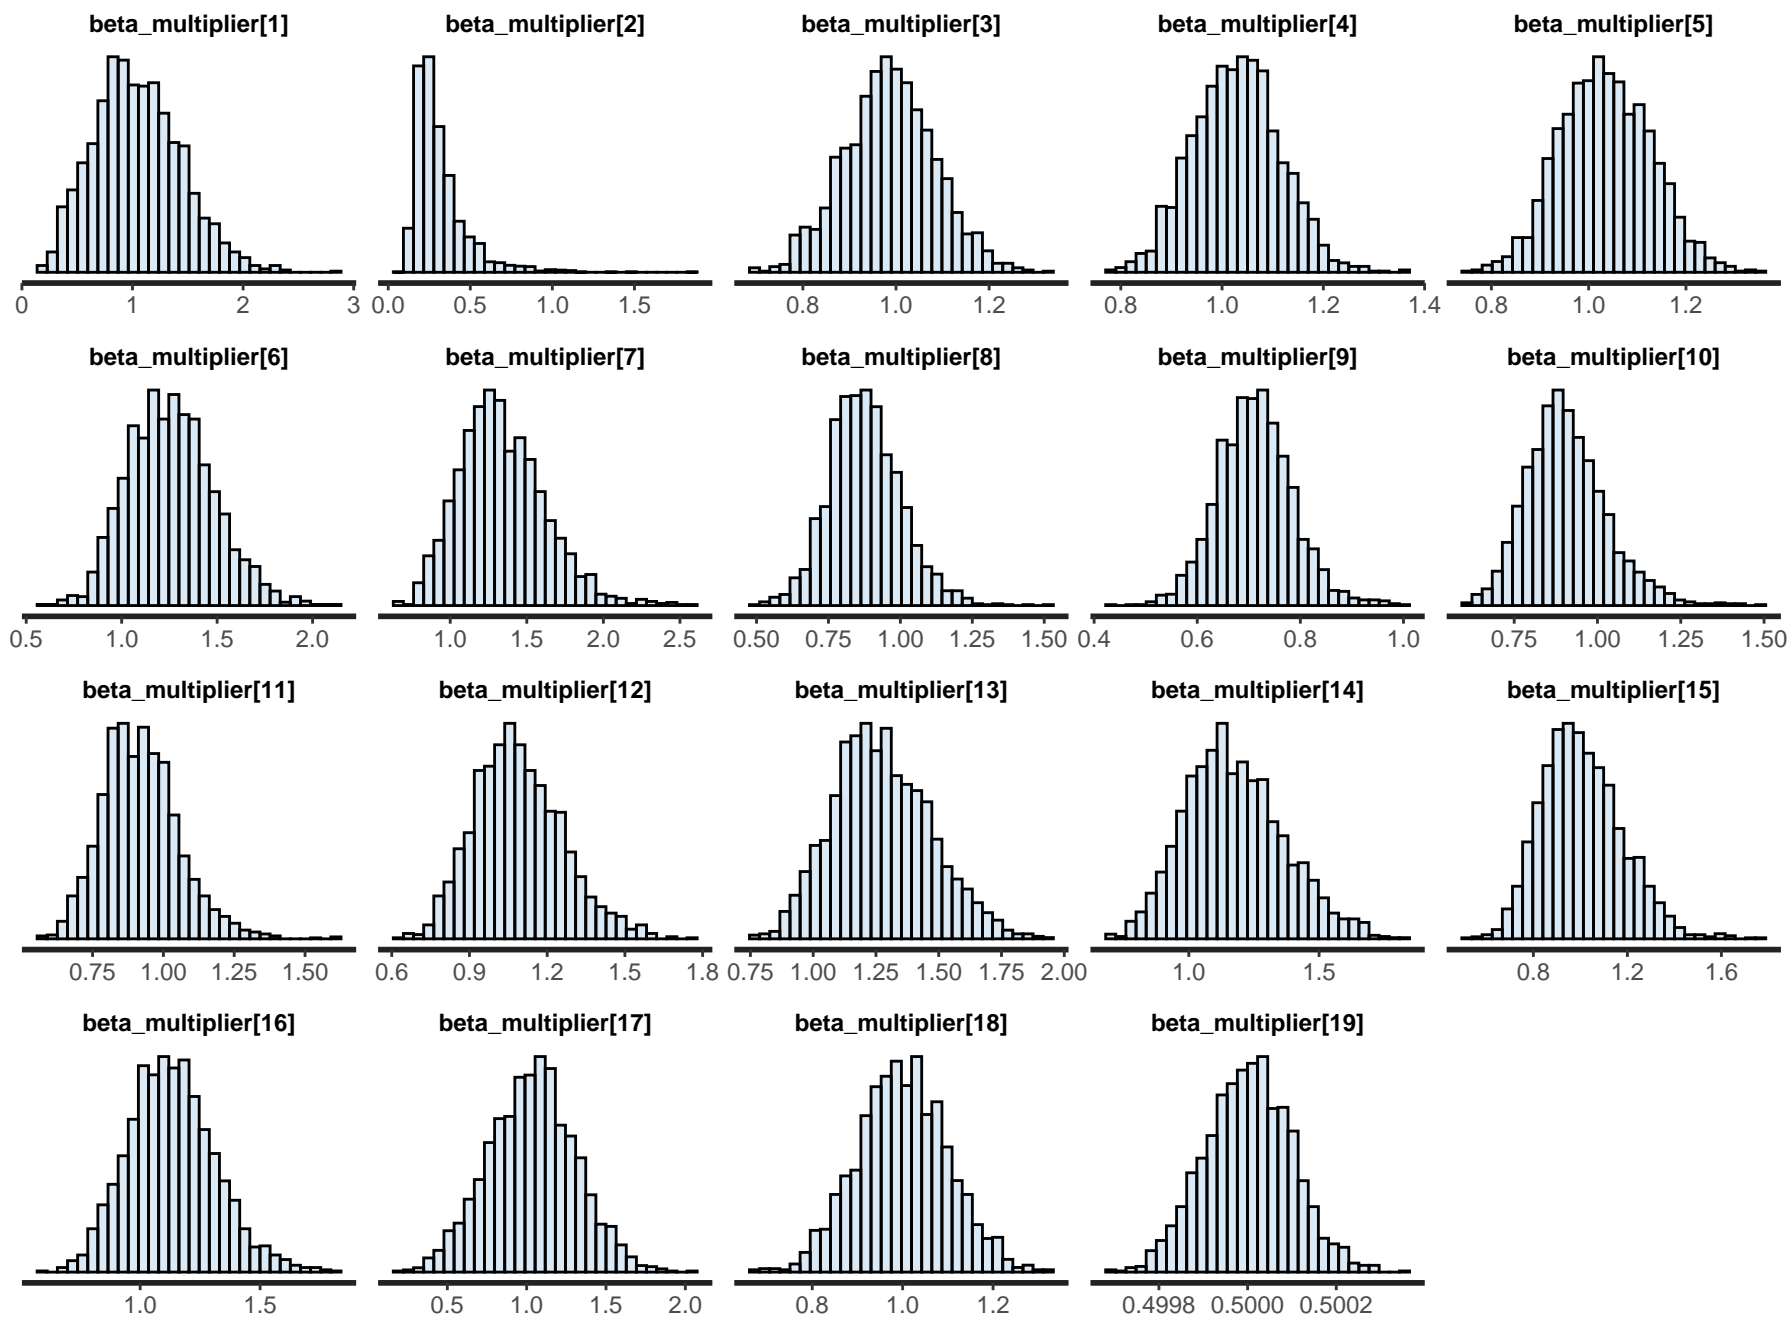 beta_multiplier[1] beta_multiplier[2] beta_multiplier[3] beta_multiplier[4] beta_multiplier[5]
0 1 2 3 0.0 0.5 1.0 1.5 0.8 1.0 1.2 0.8 1.0 1.2 1.4 0.8 1.0 1.2
beta_multiplier[6] beta_multiplier[7] beta_multiplier[8] beta_multiplier[9] beta_multiplier[10]
0.5 1.0 1.5 2.0 1.0 1.5 2.0 2.5 0.50 0.75 1.00 1.25 1.50 0.4 0.6 0.8 1.0 0.75 1.00 1.25 1.50
beta_multiplier[11] beta_multiplier[12] beta_multiplier[13] beta_multiplier[14] beta_multiplier[15]
0.75 1.00 1.25 1.50 0.6 0.9 1.2 1.5 1.8 0.75 1.00 1.25 1.50 1.75 2.00 1.0 1.5 0.8 1.2 1.6
beta_multiplier[16] beta_multiplier[17] beta_multiplier[18] beta_multiplier[19]
1.0 1.5 0.5 1.0 1.5 2.0 0.8 1.0 1.2 0.4998 0.5000 0.5002